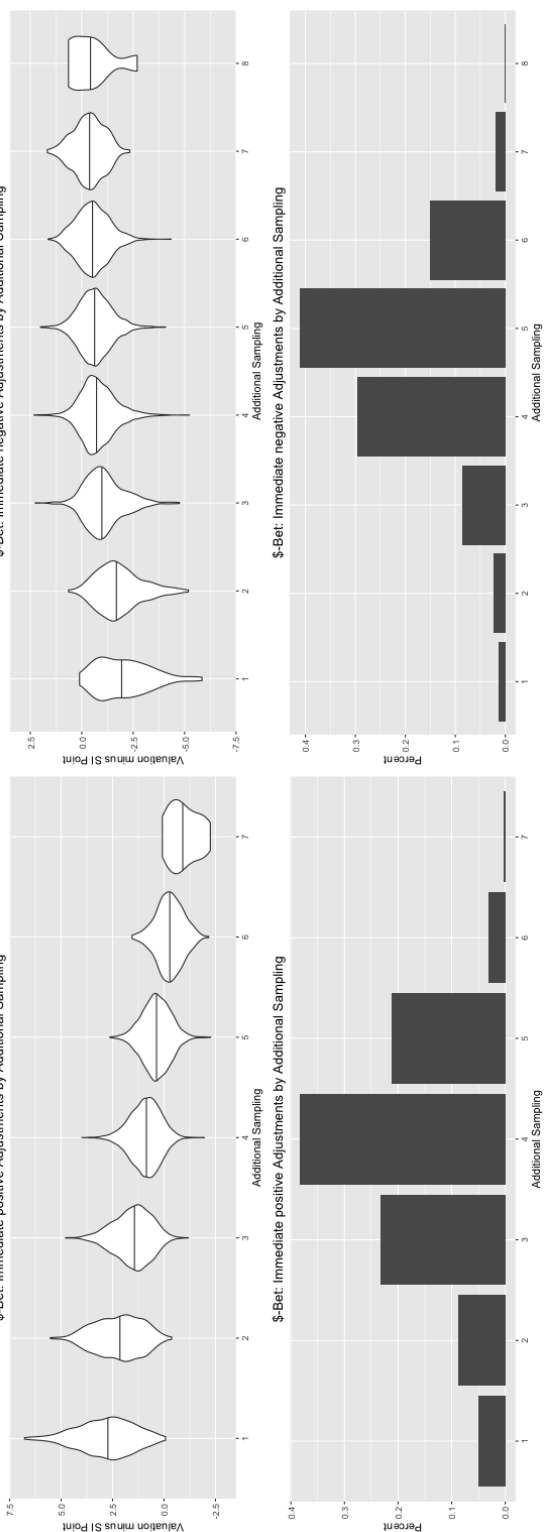 $-Bet: Immediate positive Adjustments by Additional Sampling
Valuation minus SI Point
7.5
5.0
2.5
0.0
-2.5
1 2 3 4 5 6 7
Additional Sampling
$-Bet: Immediate negative Adjustments by Additional Sampling
Valuation minus SI Point
2.5
0.0
-2.5
-5.0
-7.5
1 2 3 4 5 6 7 8
Additional Sampling
$-Bet: Immediate positive Adjustments by Additional Sampling
Percent
0.4
0.3
0.2
0.1
0.0
1 2 3 4 5 6 7
Additional Sampling
$-Bet: Immediate negative Adjustments by Additional Sampling
Percent
0.4
0.3
0.2
0.1
0.0
1 2 3 4 5 6 7 8
Additional Sampling